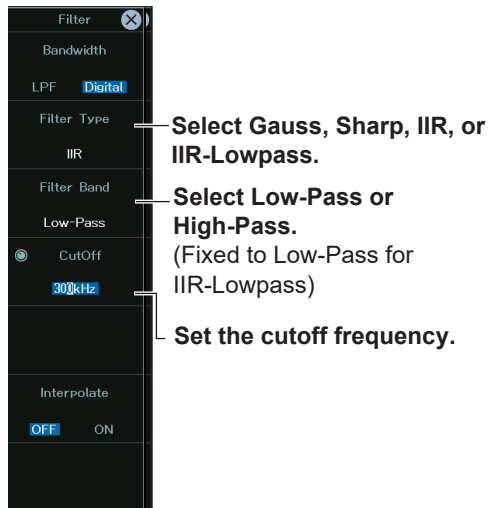 Filter
Bandwidth
LPF Digital
Filter Type
IIR
Filter Band
Low-Pass
CutOff
300kHz
Interpolate
OFF ON
Select Gauss, Sharp, IIR, or
IIR-Lowpass.
Select Low-Pass or
High-Pass.
(Fixed to Low-Pass for
IIR-Lowpass)
Set the cutoff frequency.